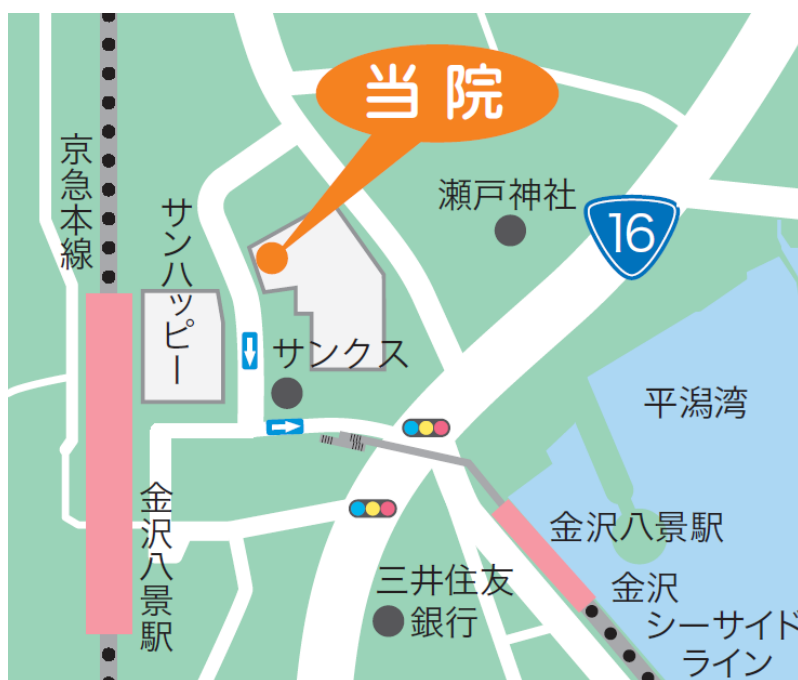 当院
京急本線
サンハッピー
瀬戸神社
16
サンクス
平潟湾
金沢八景駅
金沢八景駅
三井住友
銀行
金沢
シーサイド
ライン